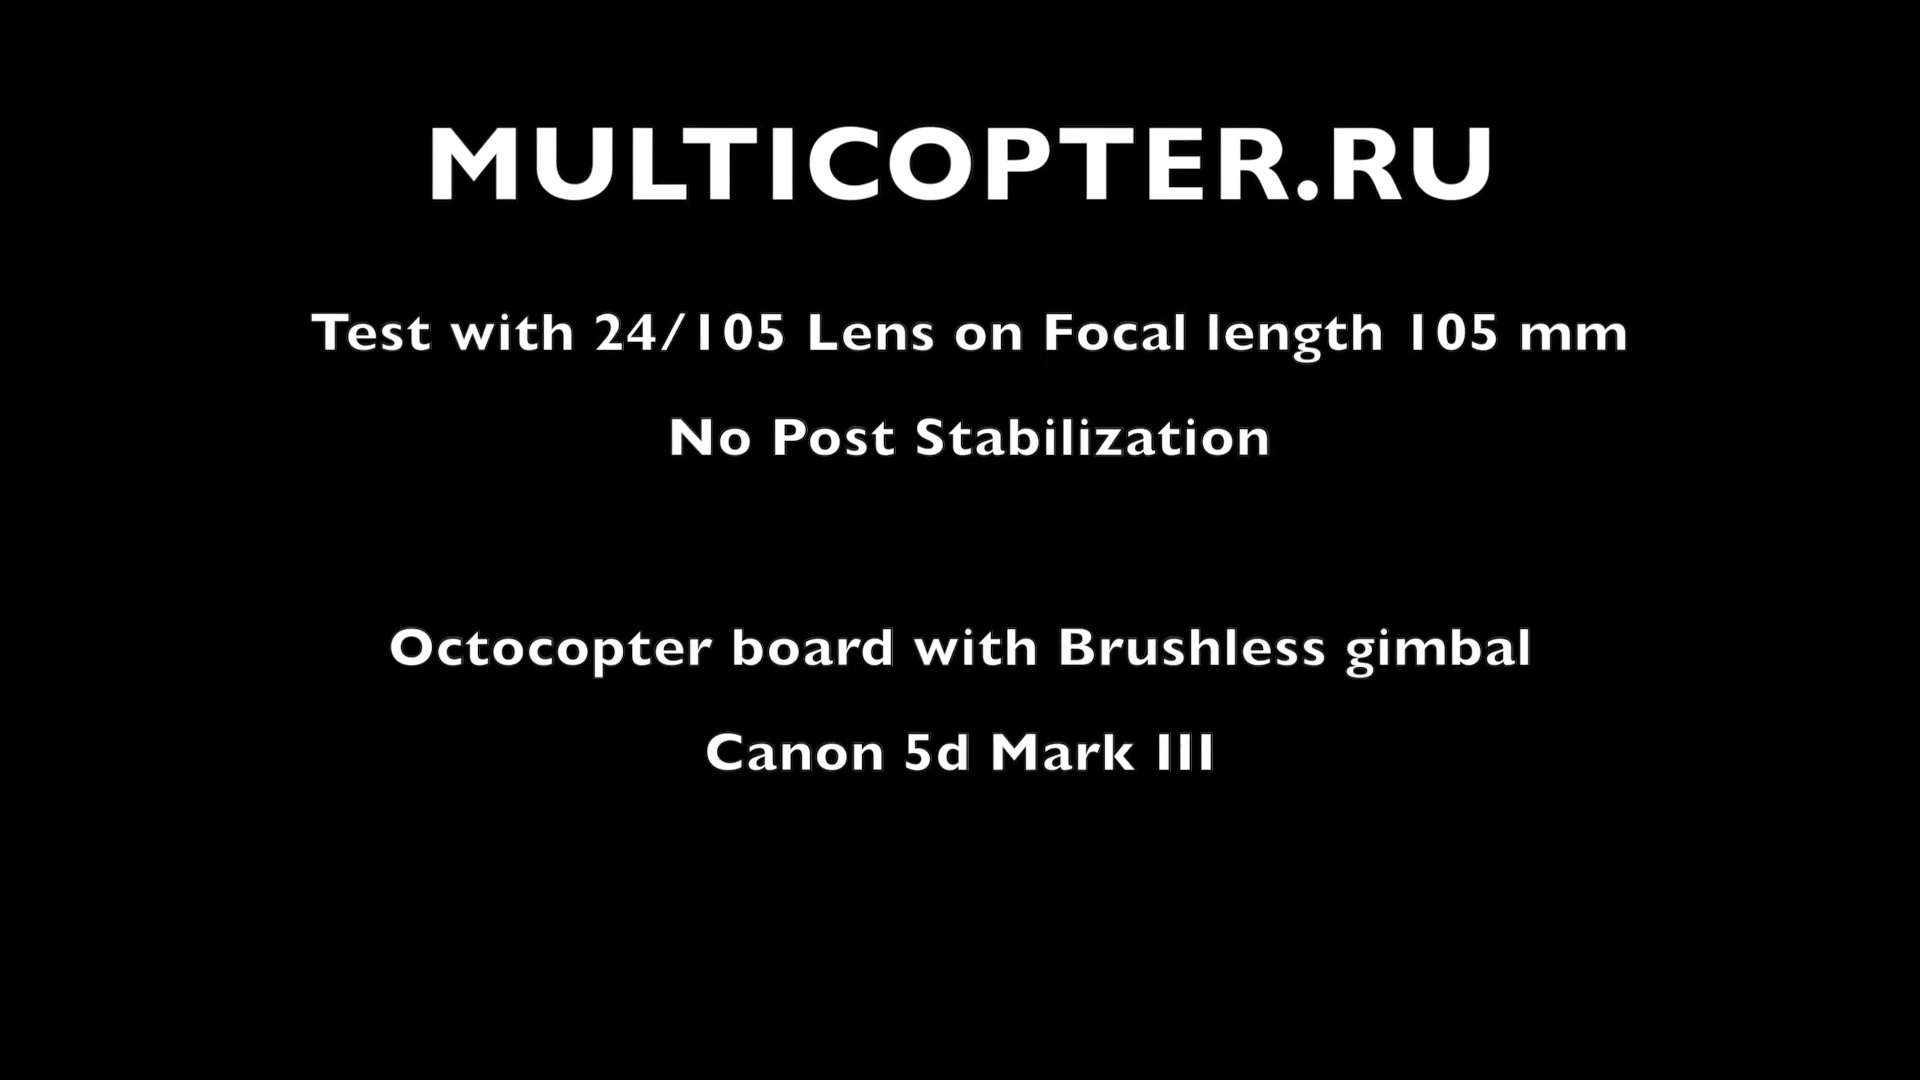 MULTICOPTER.RU
Test with 24/105 Lens on Focal length 105 mm
No Post Stabilization
Octocopter board with Brushless gimbal
Canon 5d Mark III